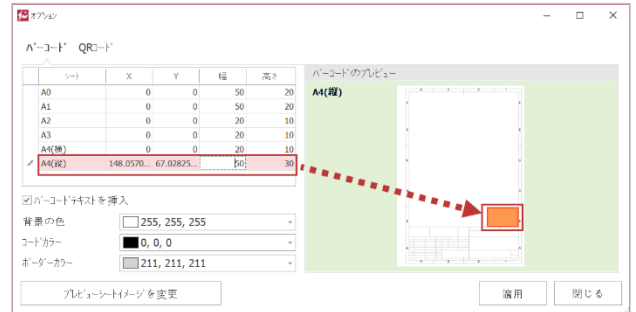 オプション
バーコード QRコード
シート X Y 幅 高さ
A0 0 0 50 20
A1 0 0 50 20
A2 0 0 20 10
A3 0 0 20 10
A4(横) 0 0 20 10
A4(縦) 148.0570... 67.02825... 50 30
バーコードテキストを挿入
背景の色 255, 255, 255
コードカラー 0, 0, 0
ボーダーカラー 211, 211, 211
プレビューシートイメージを変更
バーコードのプレビュー
A4(縦)
適用 閉じる